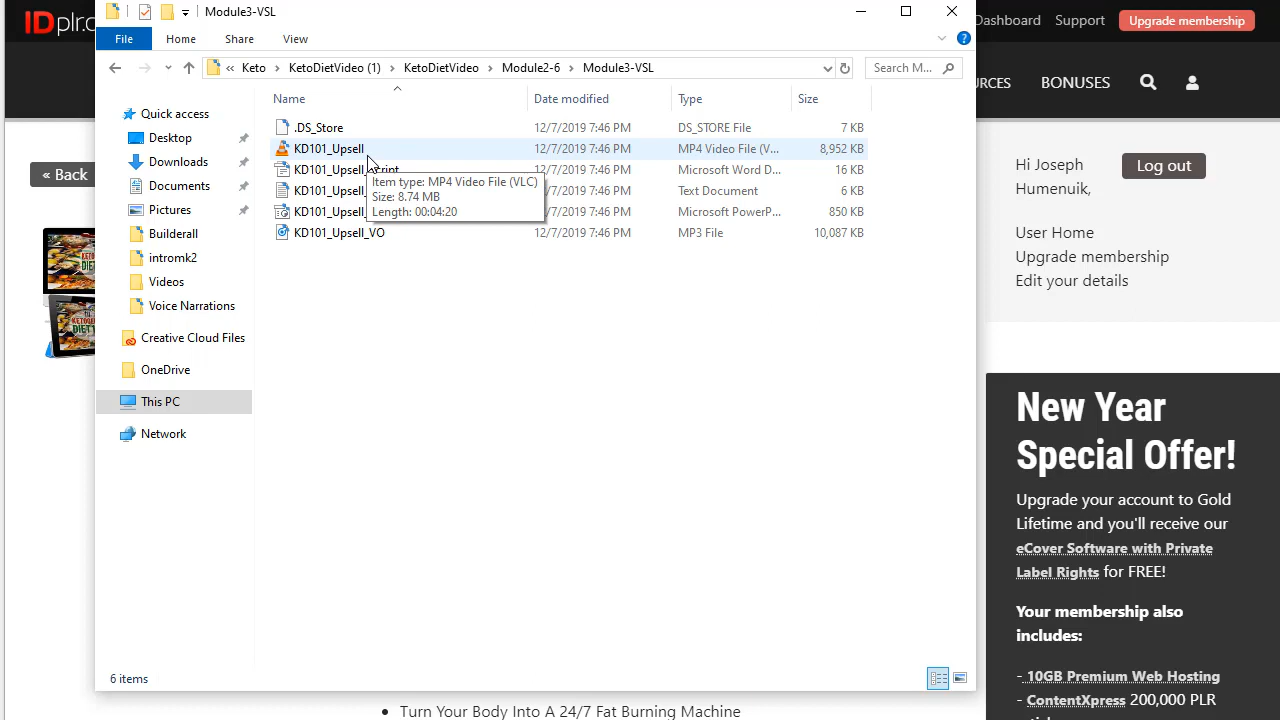 IDplr.c
Module3-VSL
Dashboard Support Upgrade membership
File Home Share View
« Keto > KetoDietVideo (1) > KetoDietVideo > Module2-6 > Module3-VSL
Search M...
BONUSES
Name Date modified Type Size
Quick access
Desktop
Downloads
Documents
Pictures
Builderall
intromk2
Videos
Voice Narrations
Creative Cloud Files
OneDrive
This PC
Network
.DS_Store 12/7/2019 7:46 PM DS_STORE File 7 KB
KD101_Upsell 12/7/2019 7:46 PM MP4 Video File (V... 8,952 KB
KD101_Upsell 12/7/2019 7:46 PM Microsoft Word D... 16 KB
KD101_Upsell_ /7/2019 7:46 PM Text Document 6 KB
KD101_Upsell_ /7/2019 7:46 PM Microsoft PowerP... 850 KB
KD101_Upsell_VO 12/7/2019 7:46 PM MP3 File 10,087 KB
Item type: MP4 Video File (VLC)
Size: 8.74 MB
Length: 00:04:20
6 items
« Back
Hi Joseph
Humenuik,
Log out
User Home
Upgrade membership
Edit your details
New Year
Special Offer!
Upgrade your account to Gold
Lifetime and you'll receive our
eCover Software with Private
Label Rights for FREE!
Your membership also
includes:
- 10GB Premium Web Hosting
- ContentXpress 200,000 PLR
• Turn Your Body Into A 24/7 Fat Burning Machine